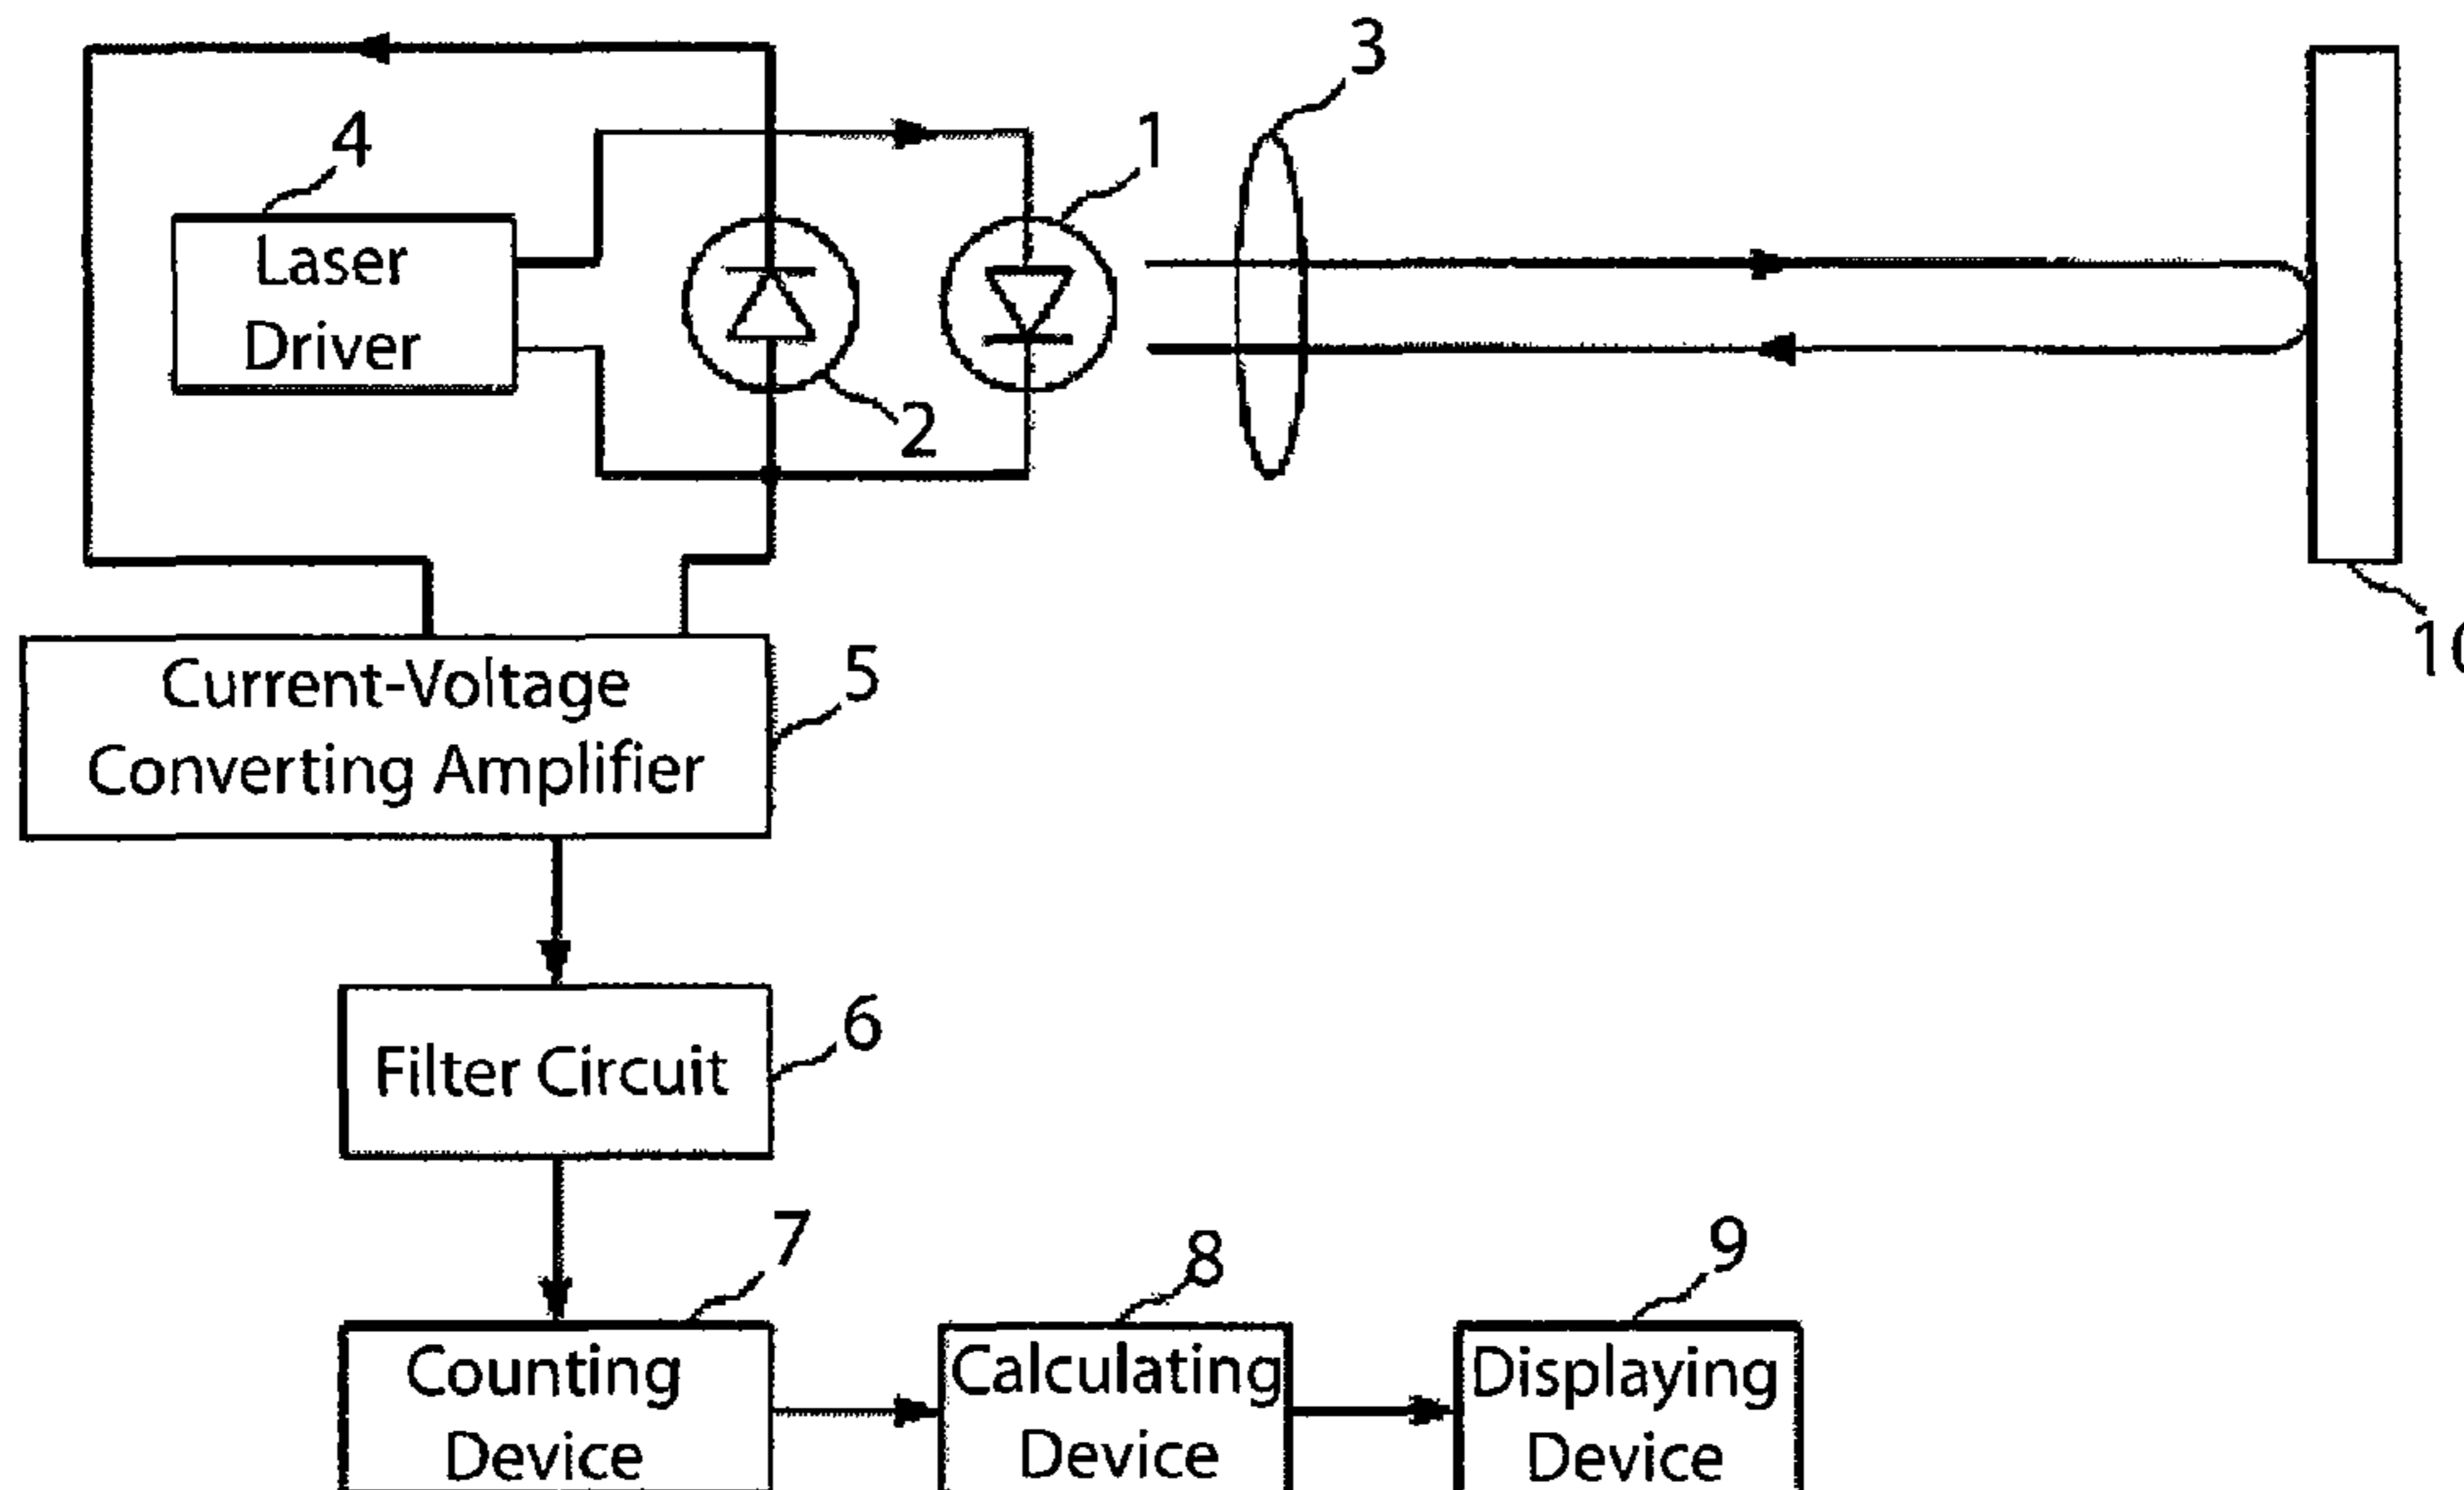 3
4
1
Laser
Driver
2
10
5
Current-Voltage
Converting Amplifier
6
Filter Circuit
7
8
9
Counting
Device
Calculating
Device
Displaying
Device